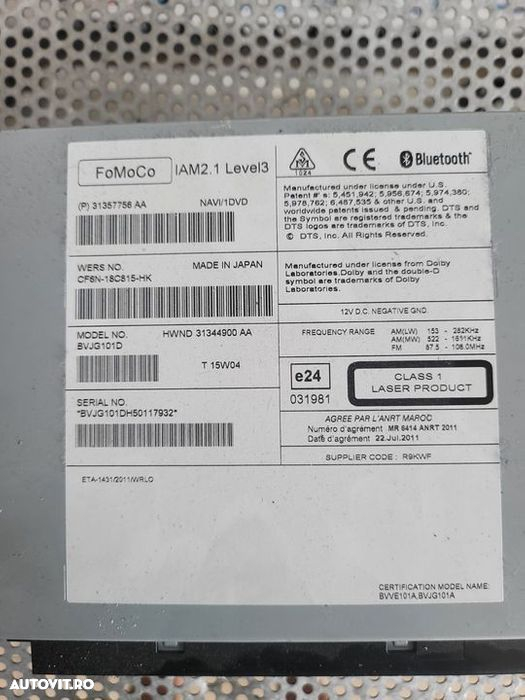 FoMoCo
IAM2.1 Level3
(P) 31357756 AA
NAVI/1DVD
WERS NO.
MADE IN JAPAN
CF6N-18C815-HK
MODEL NO.
HWND 31344900 AA
BVJG101D
T 15W04
SERIAL NO.
*BVJG101DH50117932*
ETA-1431/2011/WRLO
1024
CE
Bluetooth®
Manufactured under license under U.S.
Patent #'s : 5,451,942; 5,956,674; 5,974,380;
5,978,762; 6,487,535 & other U.S. and
worldwide patents issued & pending. DTS and
the Symbol are registered trademarks & the
DTS logos are trademarks of DTS, Inc.
© DTS, Inc. All Rights Reserved.
Manufactured under license from Dolby
Laboratories.Dolby and the double-D
symbol are trademarks of Dolby
Laboratories.
12V D.C. NEGATIVE GND.
FREQUENCY RANGE
AM(LW) 153 - 282KHz
AM(MW) 522 - 1611KHz
FM 87.5 - 108.0MHz
e24
031981
CLASS 1
LASER PRODUCT
AGREE PAR L'ANRT MAROC
Numéro d'agrément : MR 6414 ANRT 2011
Date d'agrément : 22.Jul.2011
SUPPLIER CODE : R9KWF
CERTIFICATION MODEL NAME:
BVVE101A,BVJG101A
AUTOVIT.RO